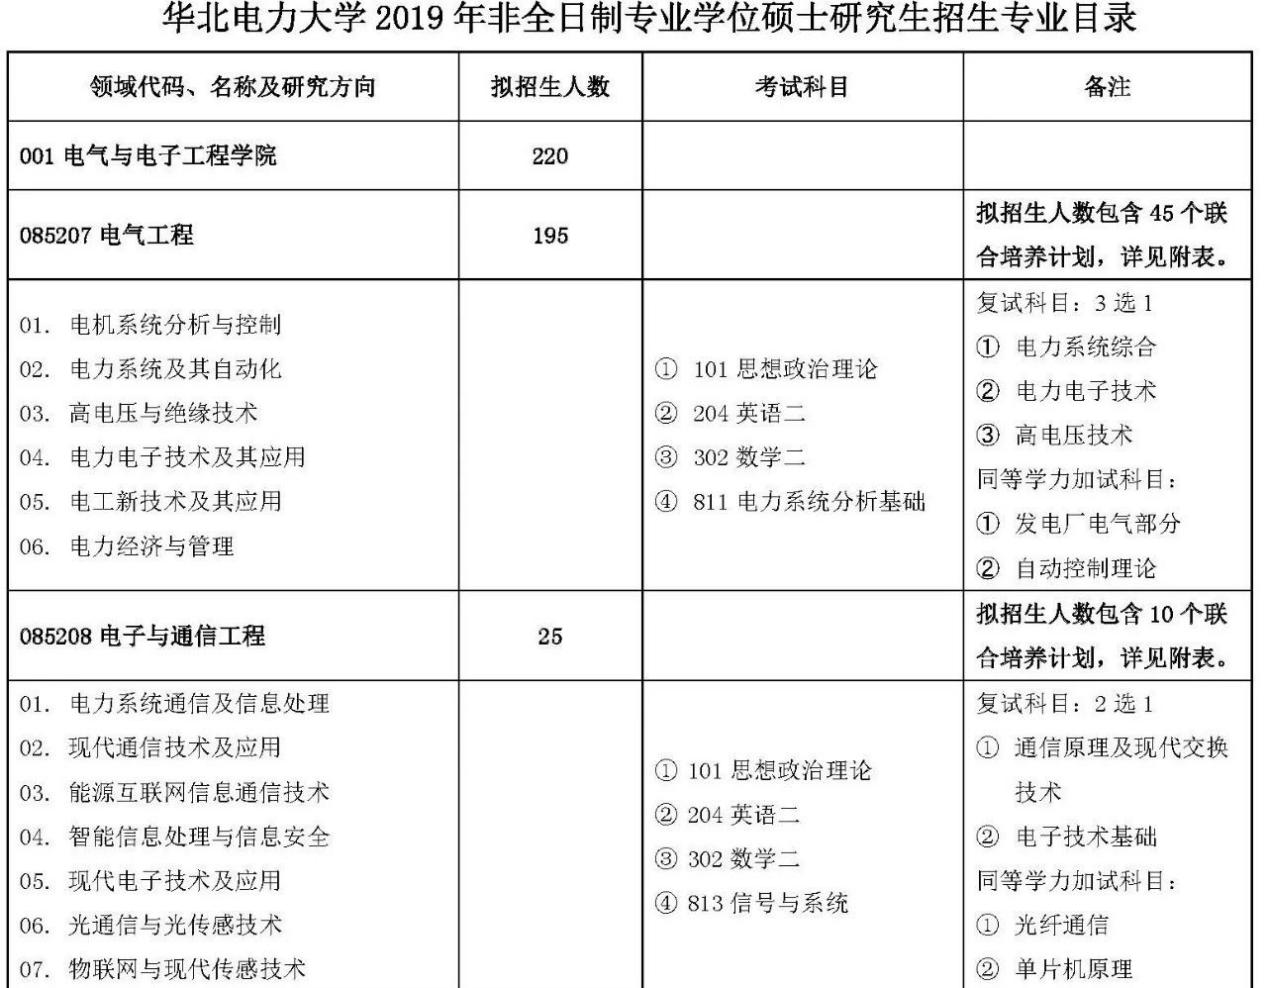 华北电力大学 2019 年非全日制专业学位硕士研究生招生专业目录
领域代码、名称及研究方向
拟招生人数
考试科目
备注
001 电气与电子工程学院
220
085207 电气工程
195
拟招生人数包含 45 个联
合培养计划，详见附表。
01. 电机系统分析与控制
02. 电力系统及其自动化
03. 高电压与绝缘技术
04. 电力电子技术及其应用
05. 电工新技术及其应用
06. 电力经济与管理
① 101 思想政治理论
② 204 英语二
③ 302 数学二
④ 811 电力系统分析基础
复试科目：3 选 1
① 电力系统综合
② 电力电子技术
③ 高电压技术
同等学力加试科目：
① 发电厂电气部分
② 自动控制理论
085208 电子与通信工程
25
拟招生人数包含 10 个联
合培养计划，详见附表。
01. 电力系统通信及信息处理
02. 现代通信技术及应用
03. 能源互联网信息通信技术
04. 智能信息处理与信息安全
05. 现代电子技术及应用
06. 光通信与光传感技术
07. 物联网与现代传感技术
① 101 思想政治理论
② 204 英语二
③ 302 数学二
④ 813 信号与系统
复试科目：2 选 1
① 通信原理及现代交换
技术
② 电子技术基础
同等学力加试科目：
① 光纤通信
② 单片机原理